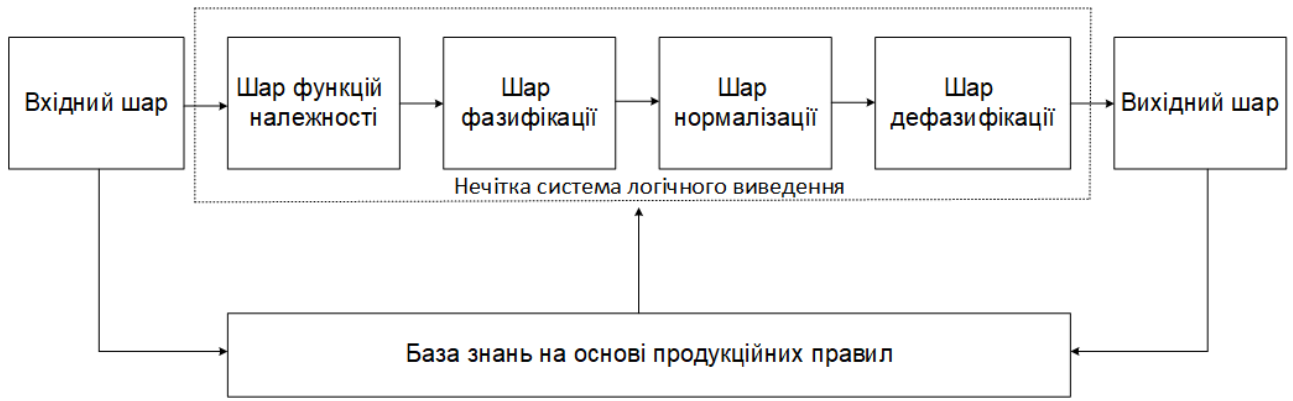 Вхідний шар
Шар функцій
належності
Шар
фазифікації
Шар
нормалізації
Шар
дефазифікації
Вихідний шар
Нечітка система логічного виведення
База знань на основі продукційних правил